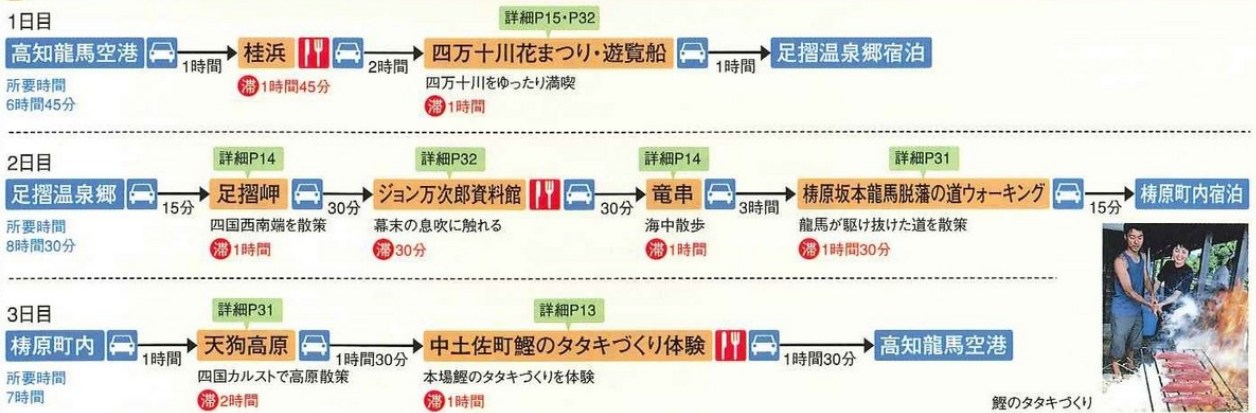 1日目
詳細P15・P32
高知龍馬空港 1時間 桂浜 2時間 四万十川花まつり・遊覧船 1時間 足摺温泉郷宿泊
所要時間
6時間45分
滞1時間45分
四万十川をゆったり満喫
滞1時間
2日目
詳細P14 詳細P32 詳細P14 詳細P31
足摺温泉郷 15分 足摺岬 30分 ジョン万次郎資料館 30分 竜串 3時間 梼原坂本龍馬脱藩の道ウォーキング 15分 梼原町内宿泊
所要時間
8時間30分
四国西南端を散策
滞1時間
幕末の息吹に触れる
滞30分
海中散歩
滞1時間
龍馬が駆け抜けた道を散策
滞1時間30分
3日目
詳細P31 詳細P13
梼原町内 1時間 天狗高原 1時間30分 中土佐町鰹のタタキづくり体験 1時間30分 高知龍馬空港
所要時間
7時間
四国カルストで高原散策
滞2時間
本場鰹のタタキづくりを体験
滞1時間
鰹のタタキづくり